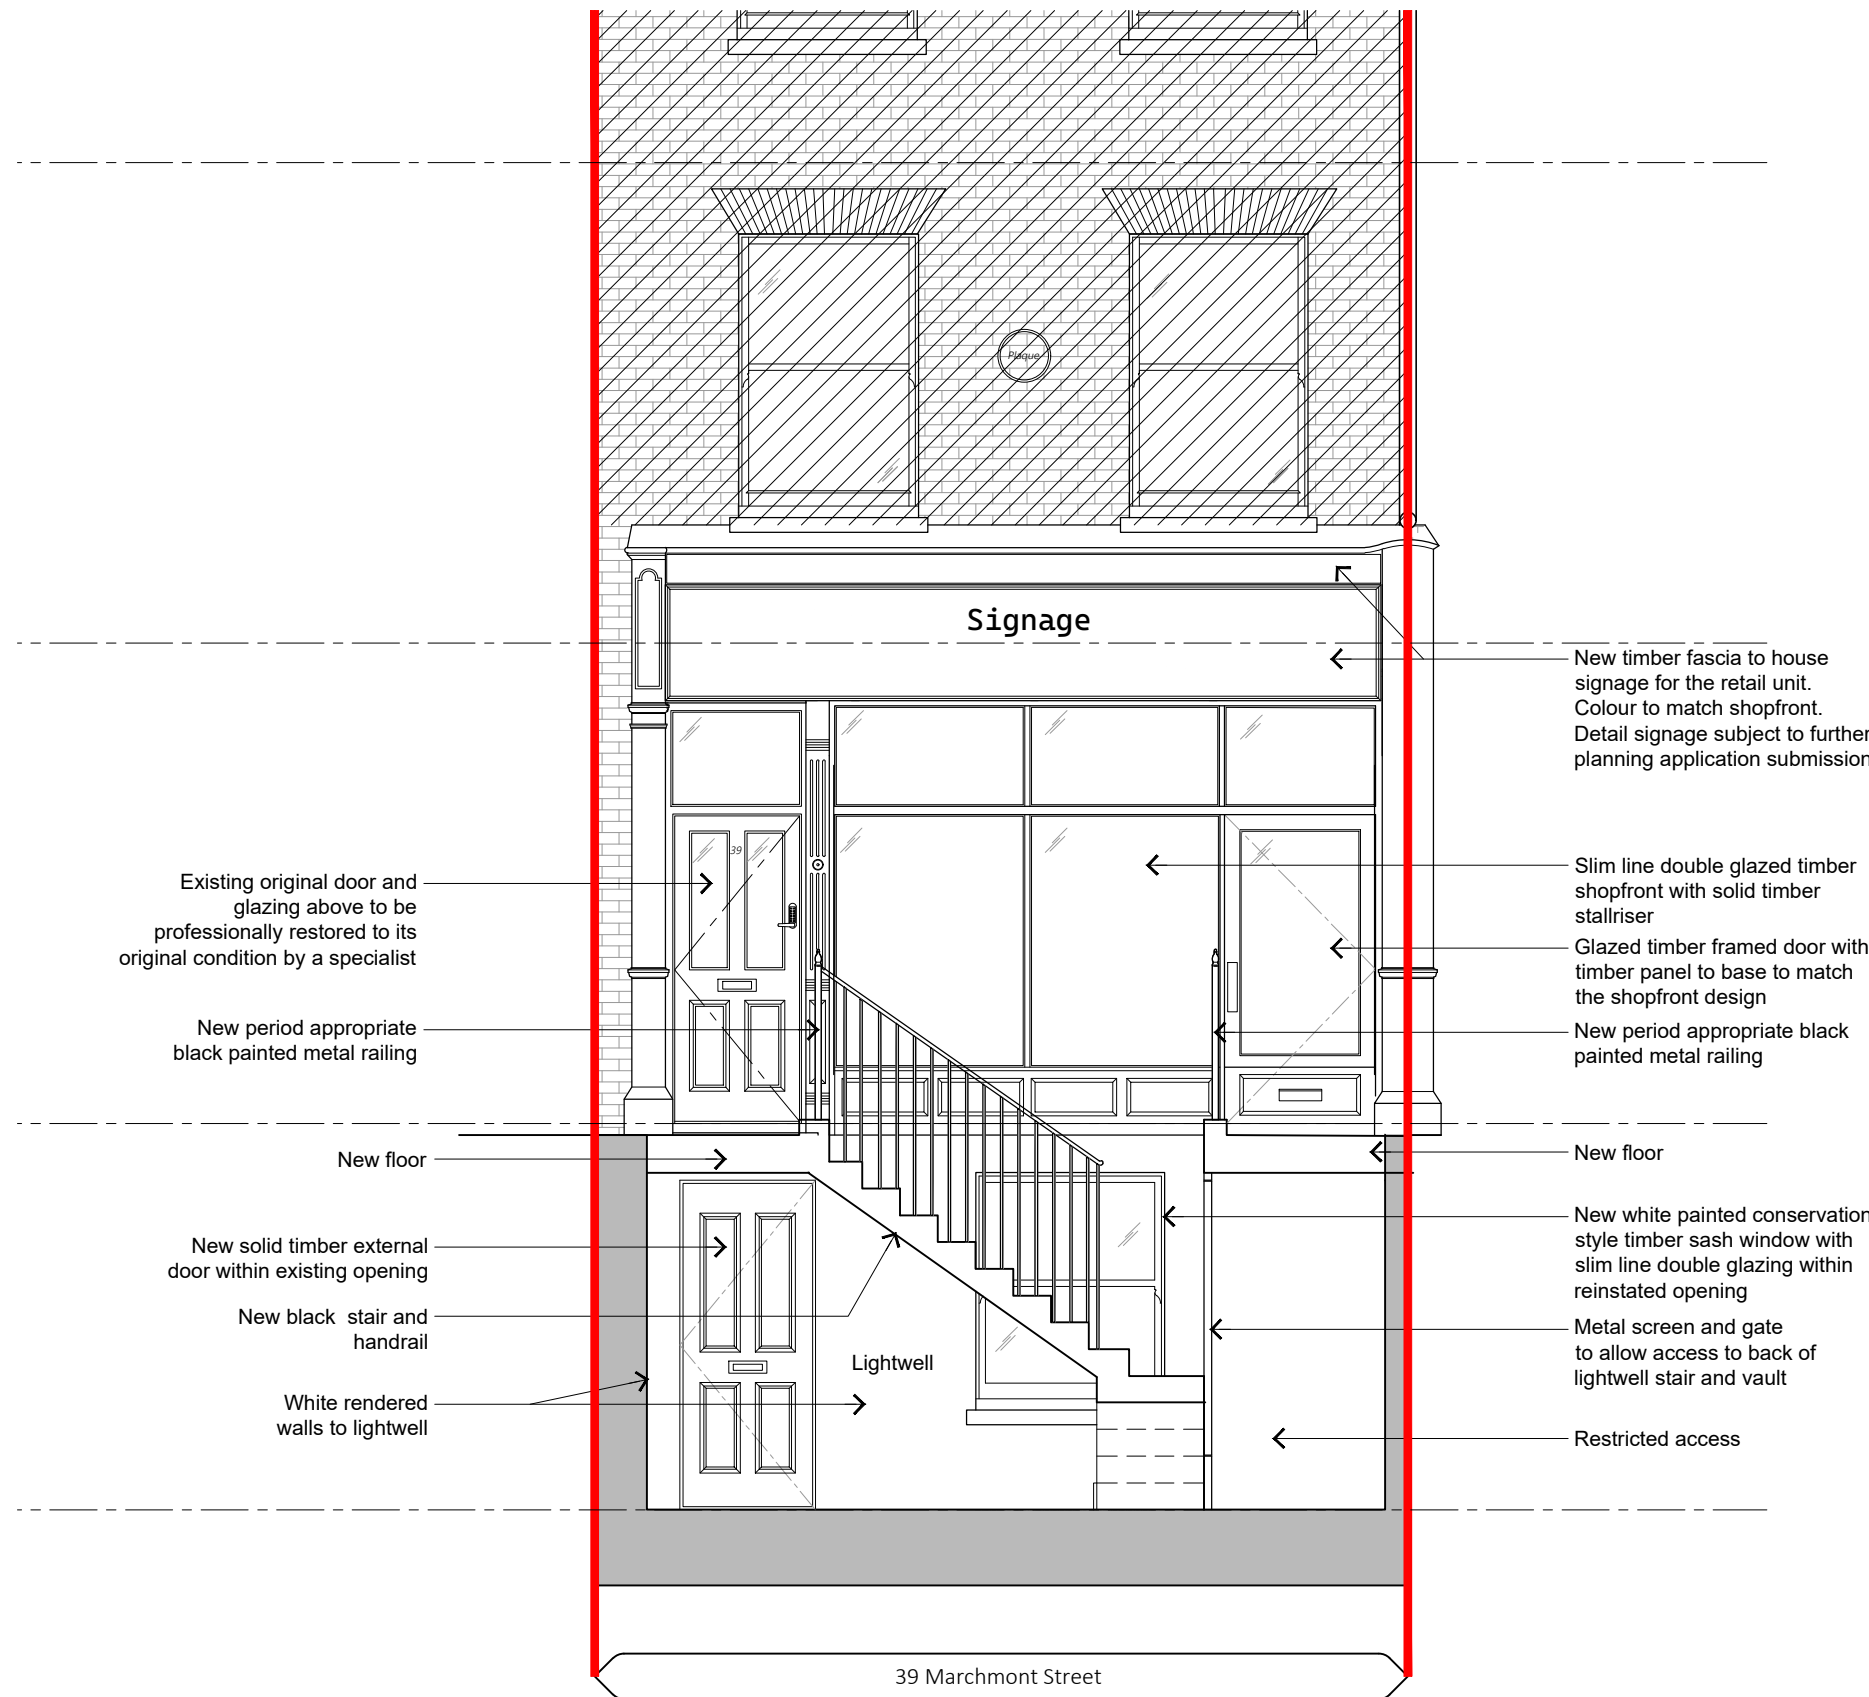 Plaque
Signage
New timber fascia to house
signage for the retail unit.
Colour to match shopfront.
Detail signage subject to further
planning application submission
39
Existing original door and
glazing above to be
professionally restored to its
original condition by a specialist
Slim line double glazed timber
shopfront with solid timber
stallriser
Glazed timber framed door with
timber panel to base to match
the shopfront design
New period appropriate
black painted metal railing
New period appropriate black
painted metal railing
New floor
New floor
New solid timber external
door within existing opening
New white painted conservation
style timber sash window with
slim line double glazing within
reinstated opening
New black stair and
handrail
Metal screen and gate
to allow access to back of
lightwell stair and vault
Lightwell
White rendered
walls to lightwell
Restricted access
39 Marchmont Street